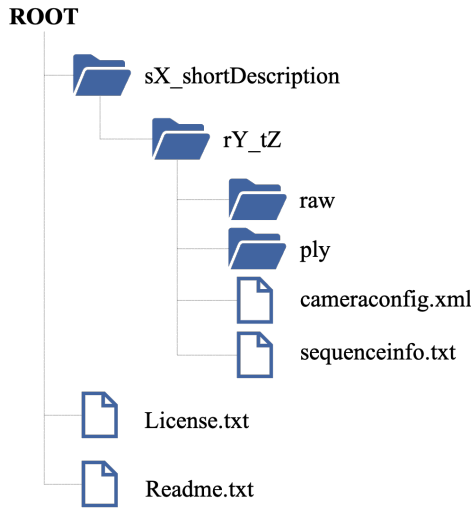 ROOT
sX_shortDescription
rY_tZ
raw
ply
cameraconfig.xml
sequenceinfo.txt
License.txt
Readme.txt